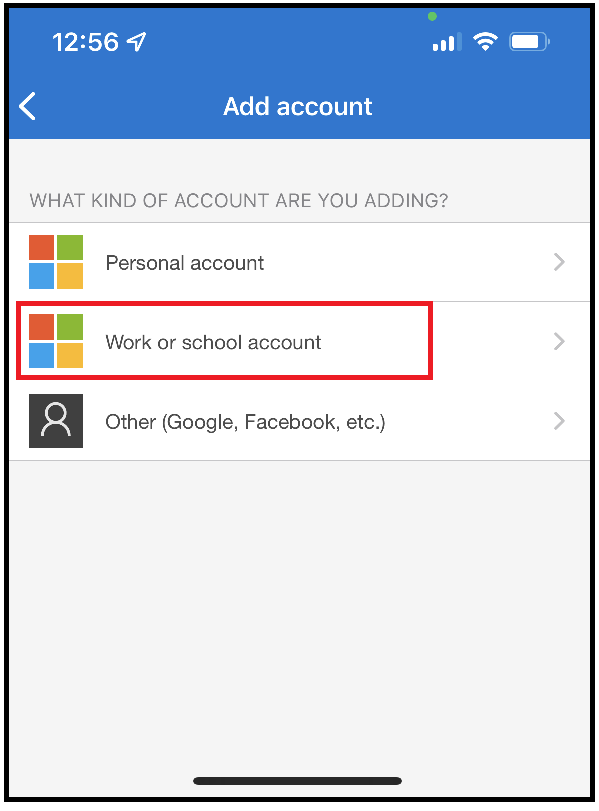 12:56
Add account
WHAT KIND OF ACCOUNT ARE YOU ADDING?
Personal account
Work or school account
Other (Google, Facebook, etc.)